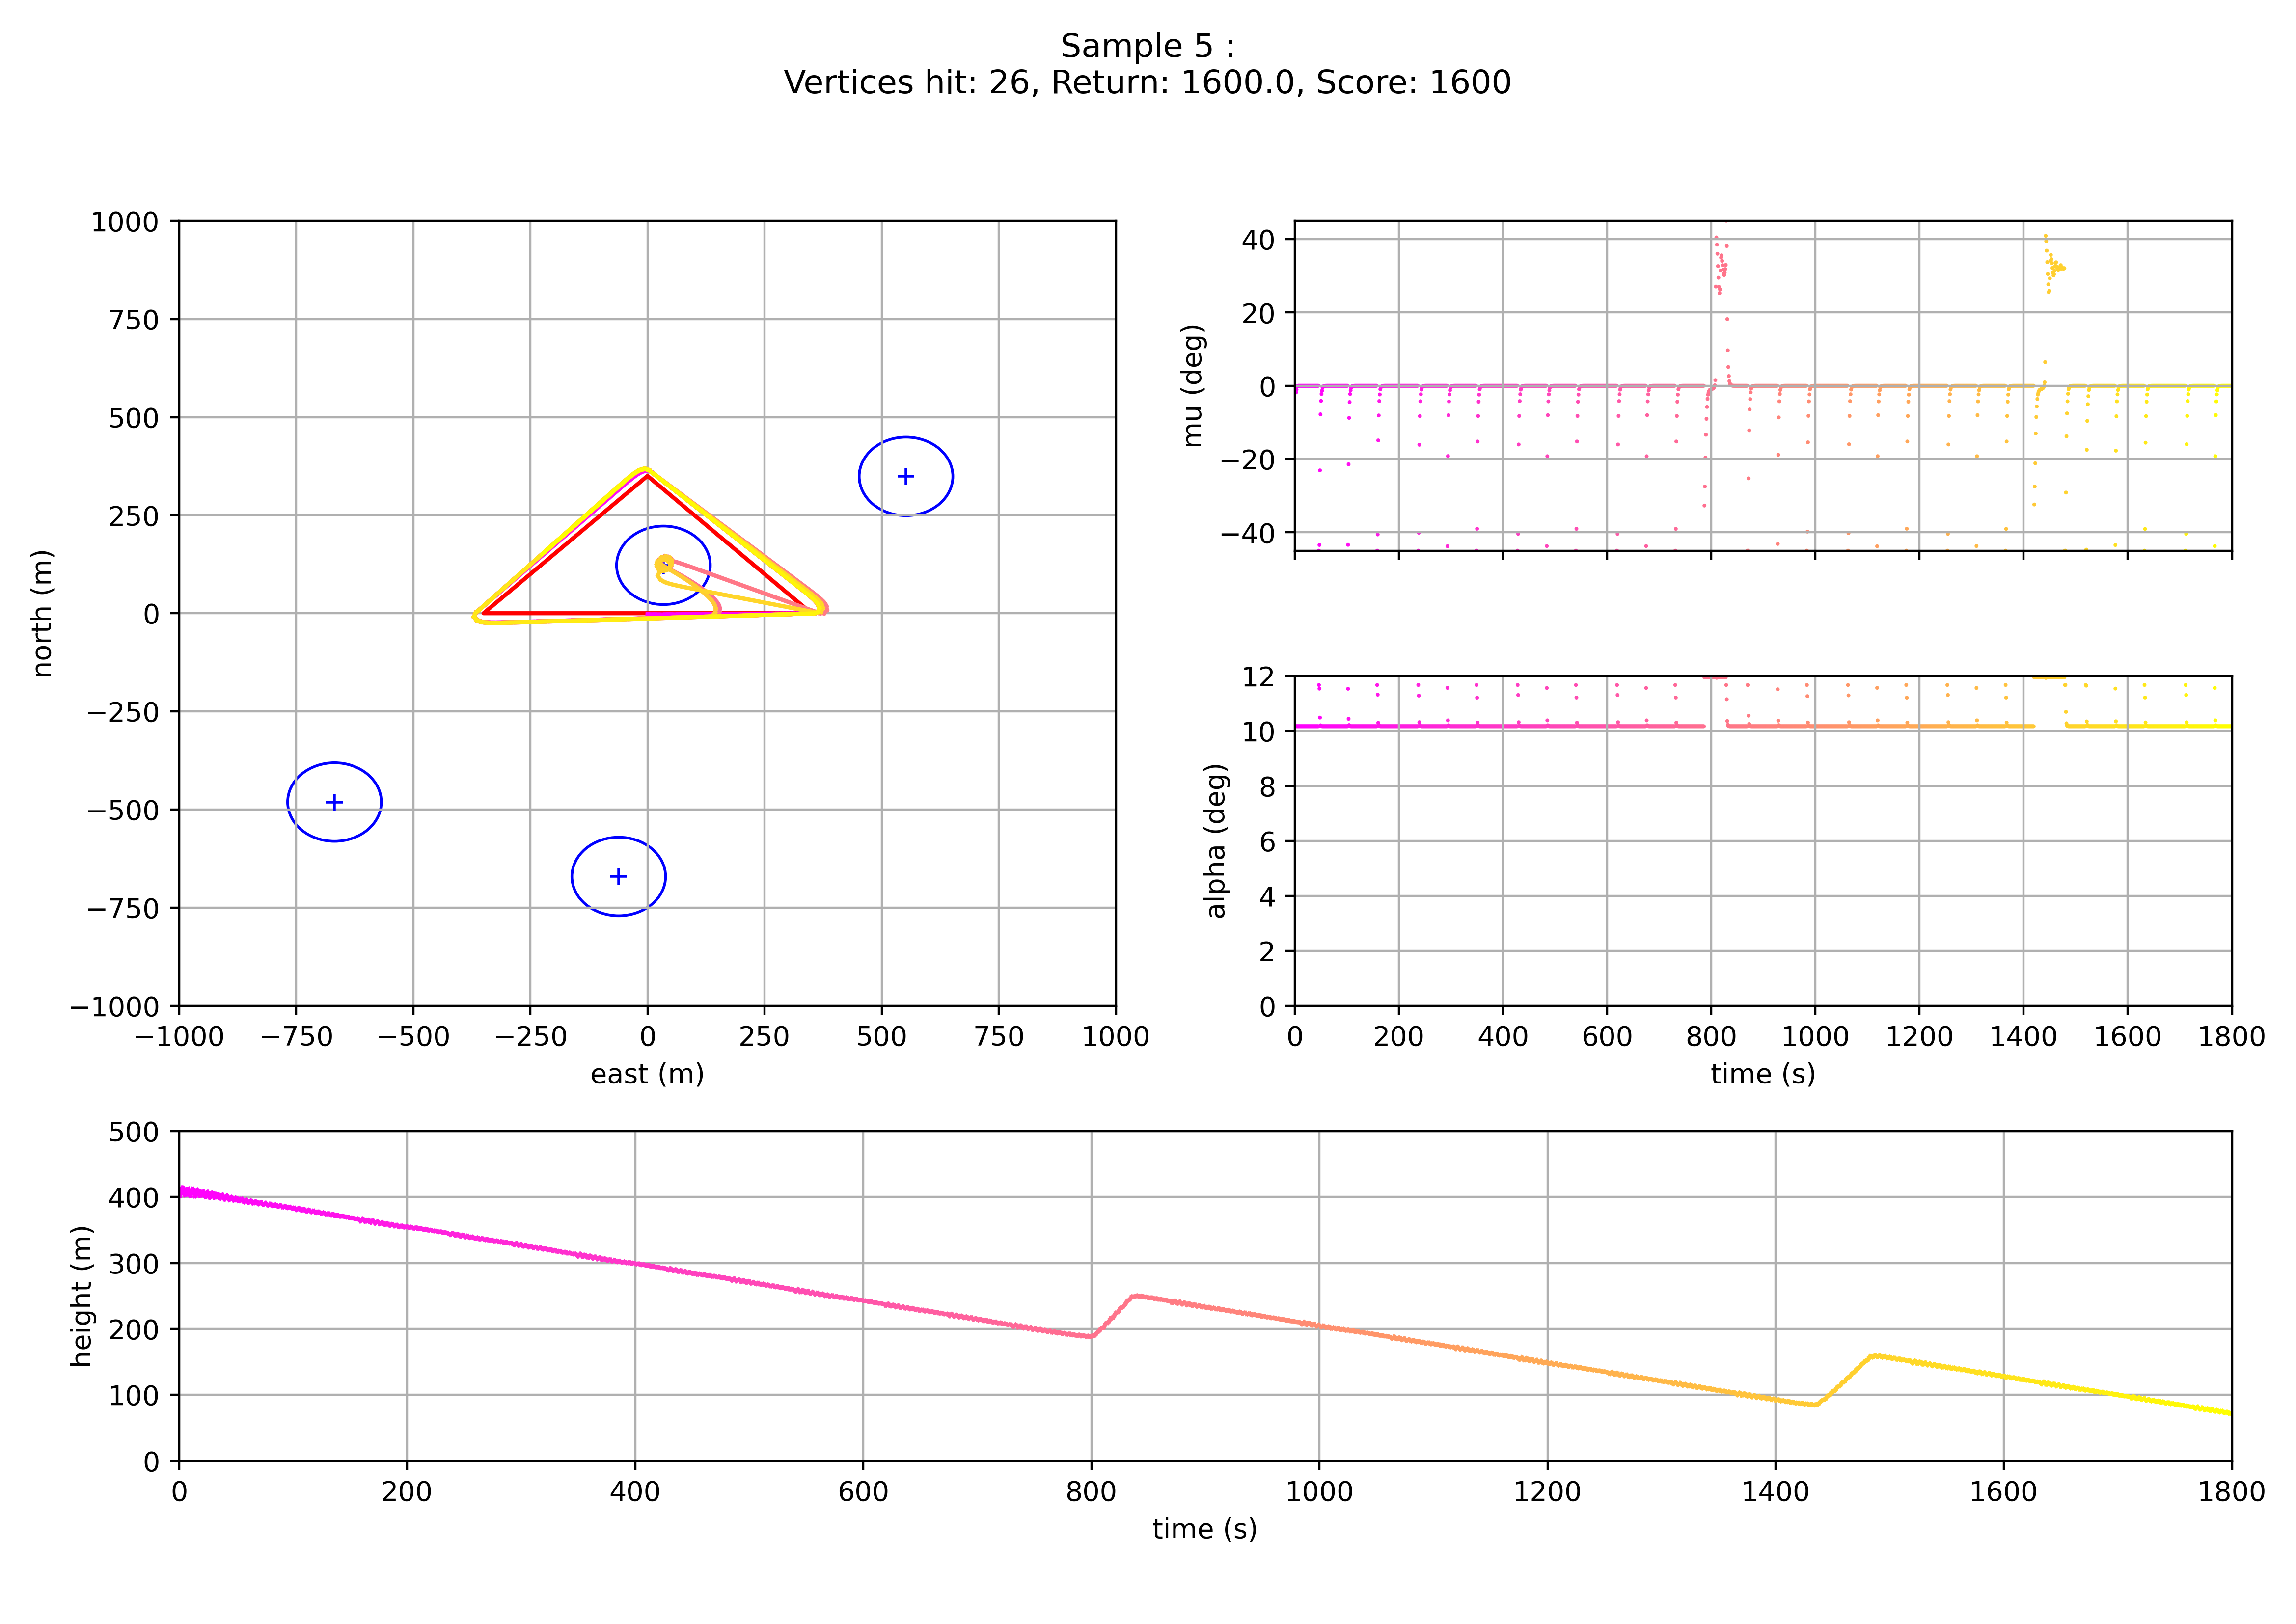 Sample 5 :
Vertices hit: 26, Return: 1600.0, Score: 1600
1000
750
500
250
0
−250
−500
−750
−1000
north (m)
−1000 −750 −500 −250 0 250 500 750 1000
east (m)
40
20
0
−20
−40
mu (deg)
12
10
8
6
4
2
0
alpha (deg)
0 200 400 600 800 1000 1200 1400 1600 1800
time (s)
500
400
300
200
100
0
height (m)
0 200 400 600 800 1000 1200 1400 1600 1800
time (s)